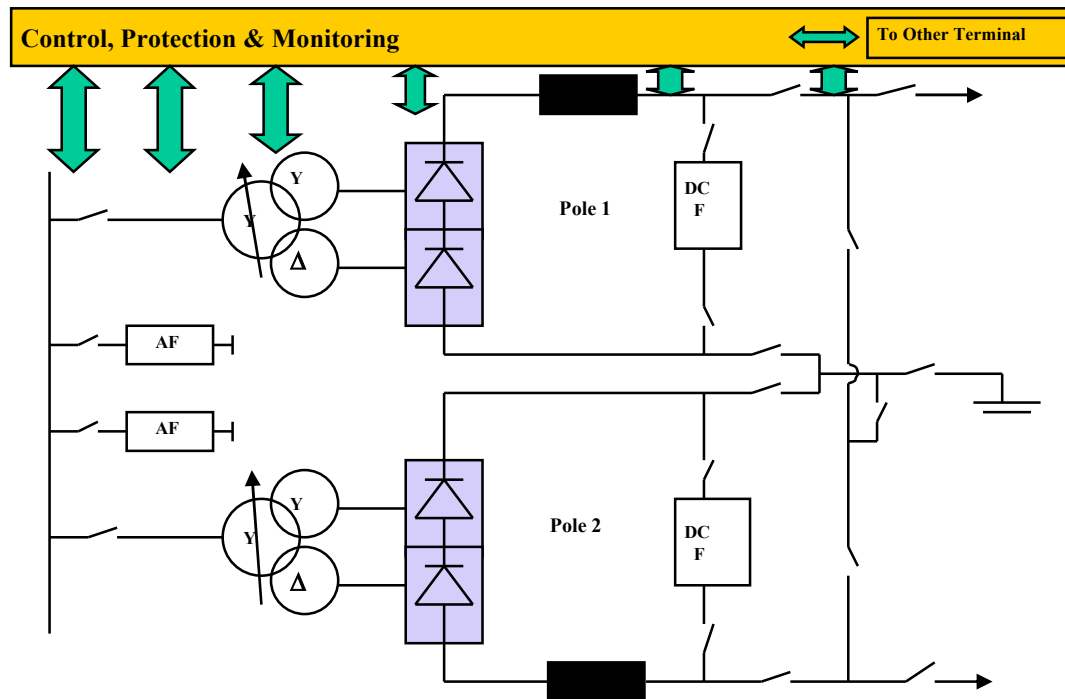 Control, Protection & Monitoring
To Other Terminal
Y
Y
Δ
Pole 1
DC
F
AF
AF
Y
Y
Δ
Pole 2
DC
F